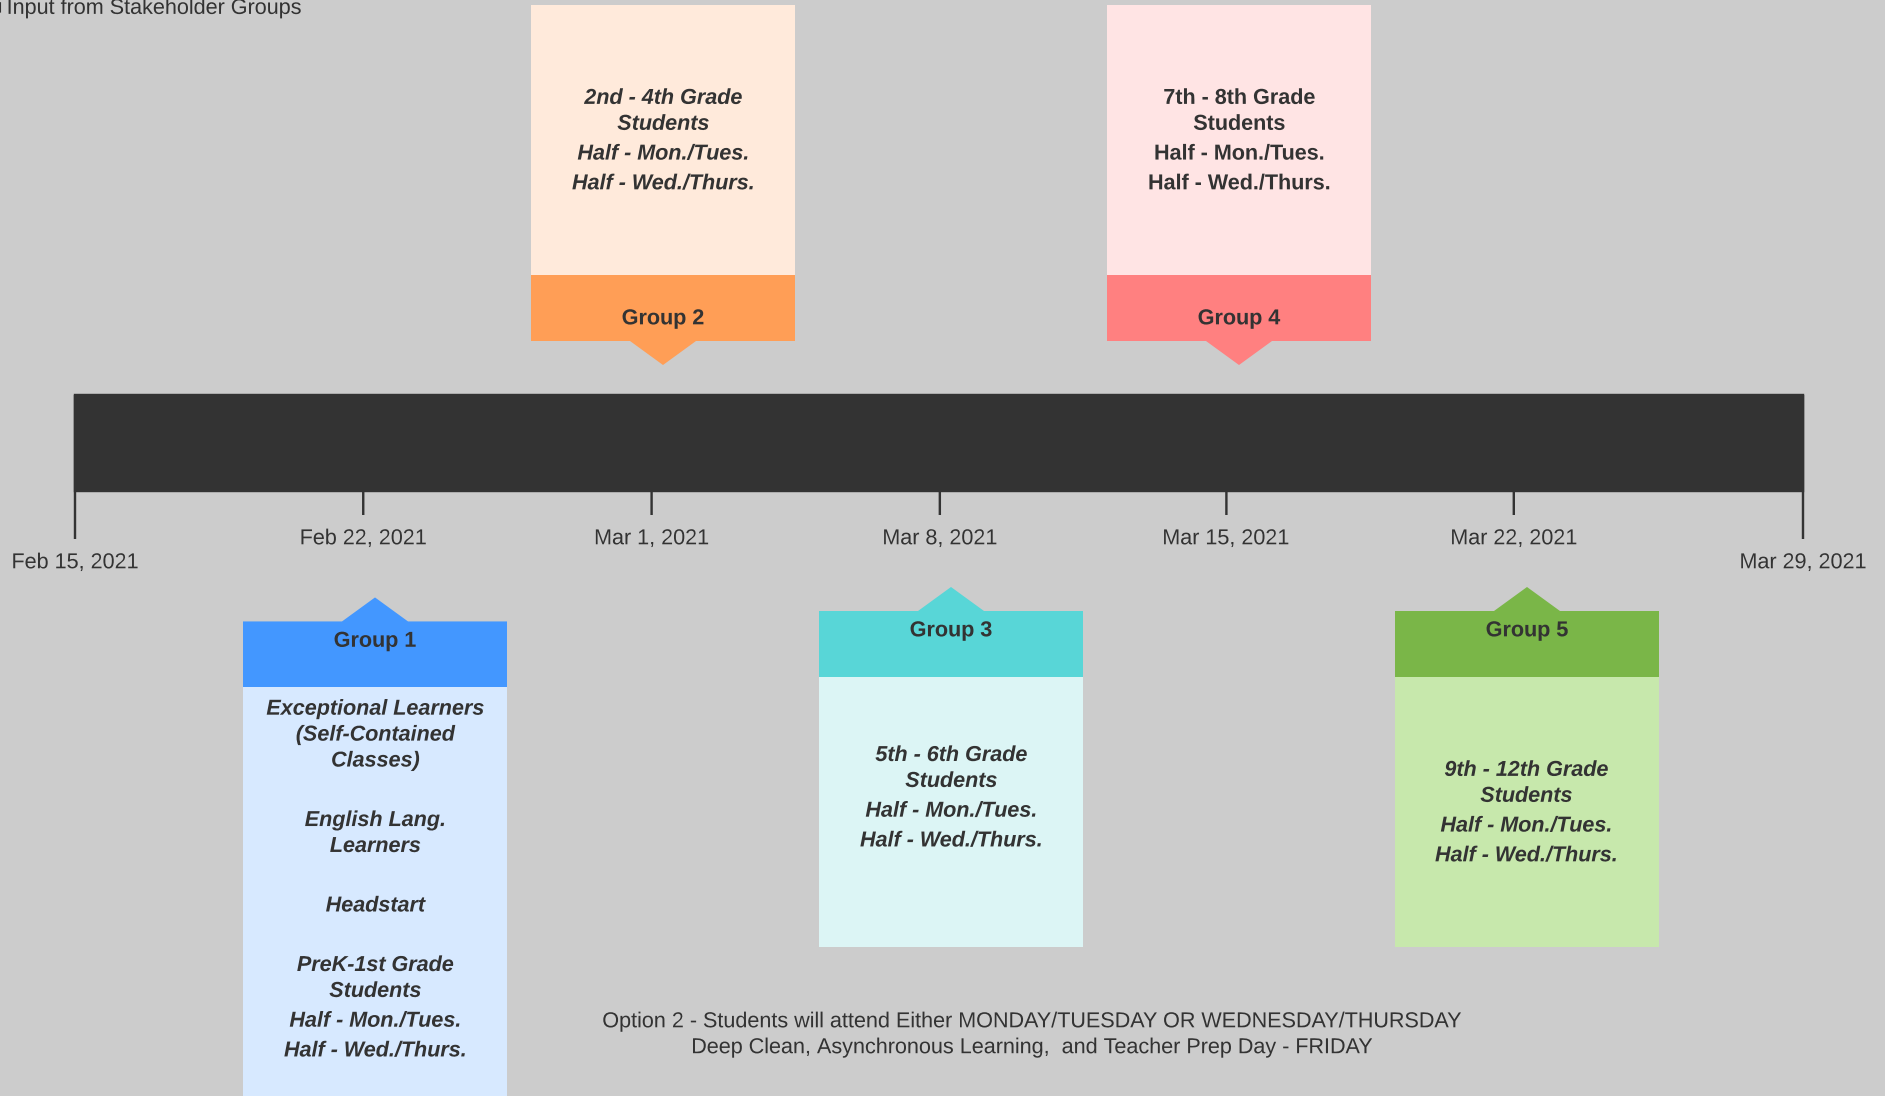 Input from Stakeholder Groups
2nd - 4th Grade
Students
Half - Mon./Tues.
Half - Wed./Thurs.
Group 2
7th - 8th Grade
Students
Half - Mon./Tues.
Half - Wed./Thurs.
Group 4
Feb 15, 2021
Feb 22, 2021
Mar 1, 2021
Mar 8, 2021
Mar 15, 2021
Mar 22, 2021
Mar 29, 2021
Group 1
Exceptional Learners
(Self-Contained
Classes)
English Lang.
Learners
Headstart
PreK-1st Grade
Students
Half - Mon./Tues.
Half - Wed./Thurs.
Group 3
5th - 6th Grade
Students
Half - Mon./Tues.
Half - Wed./Thurs.
Group 5
9th - 12th Grade
Students
Half - Mon./Tues.
Half - Wed./Thurs.
Option 2 - Students will attend Either MONDAY/TUESDAY OR WEDNESDAY/THURSDAY
Deep Clean, Asynchronous Learning,  and Teacher Prep Day - FRIDAY